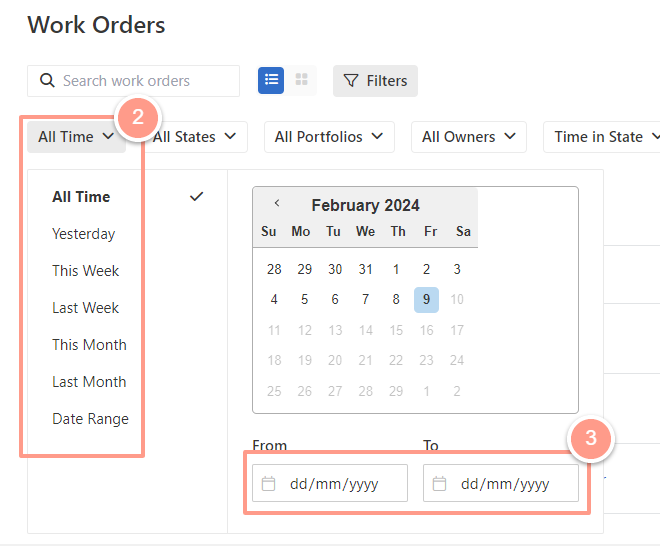 Work Orders
Search work orders
Filters
2
All Time
All States
All Portfolios
All Owners
Time in State
All Time
Yesterday
This Week
Last Week
This Month
Last Month
Date Range
February 2024
Su Mo Tu We Th Fr Sa
28 29 30 31 1 2 3
4 5 6 7 8 9 10
11 12 13 14 15 16 17
18 19 20 21 22 23 24
25 26 27 28 29 1 2
From
To
3
dd/mm/yyyy
dd/mm/yyyy